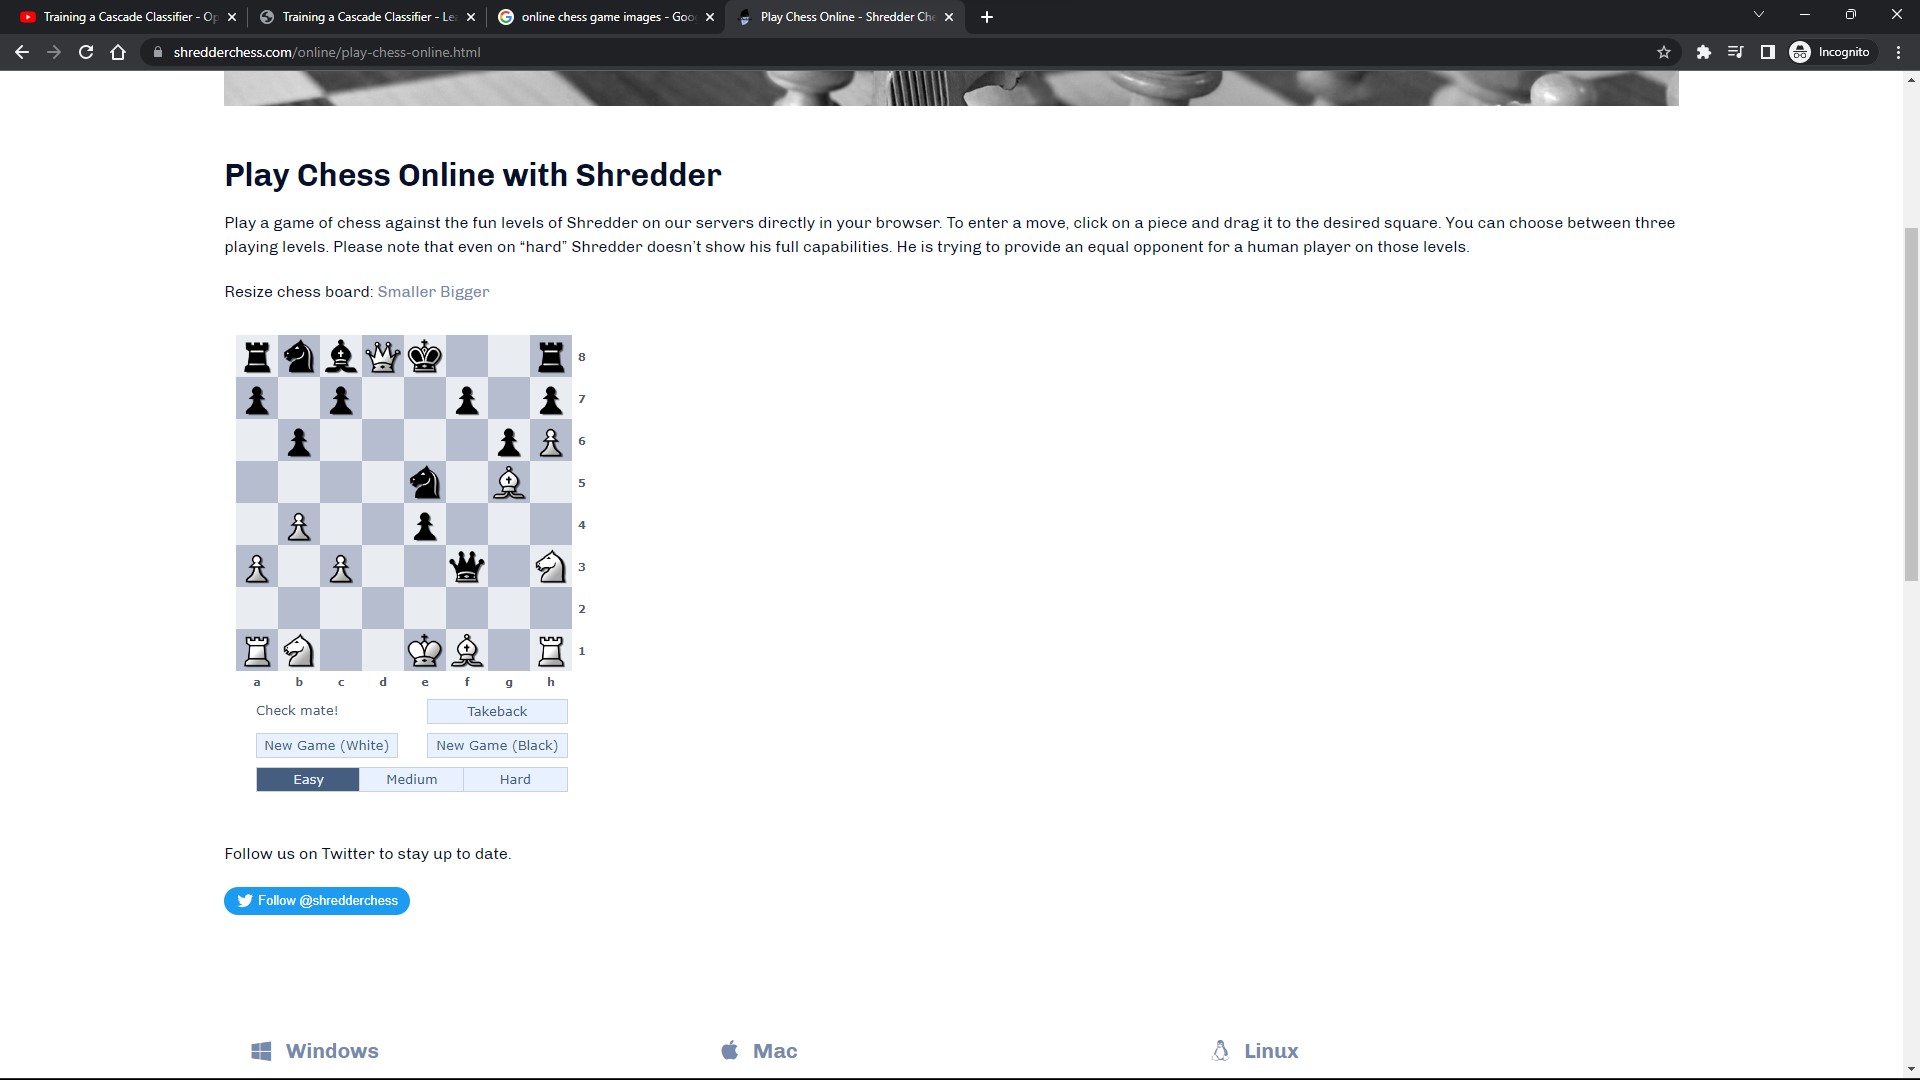 Training a Cascade Classifier - Op
Training a Cascade Classifier - Le
online chess game images - Goo
Play Chess Online - Shredder Che
shredderchess.com/online/play-chess-online.html
Incognito
Play Chess Online with Shredder
Play a game of chess against the fun levels of Shredder on our servers directly in your browser. To enter a move, click on a piece and drag it to the desired square. You can choose between three
playing levels. Please note that even on “hard” Shredder doesn’t show his full capabilities. He is trying to provide an equal opponent for a human player on those levels.
Resize chess board: Smaller Bigger
8
7
6
5
4
3
2
1
a b c d e f g h
Check mate! Takeback
New Game (White) New Game (Black)
Easy Medium Hard
Follow us on Twitter to stay up to date.
Follow @shredderchess
Windows Mac Linux